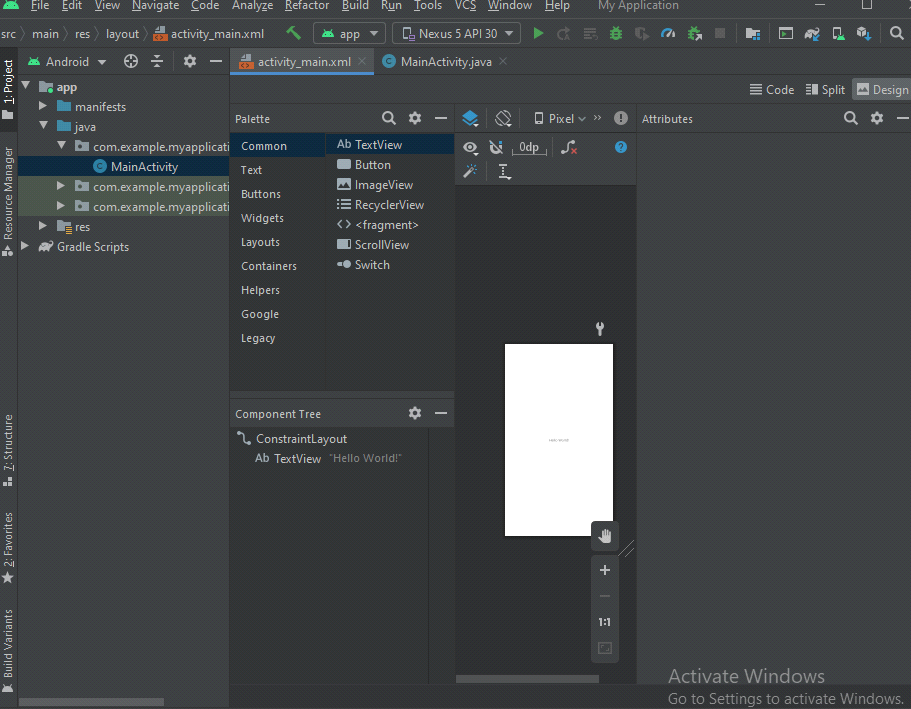 File Edit View Navigate Code Analyze Refactor Build Run Tools VCS Window Help My Application
src main res layout activity_main.xml app Nexus 5 API 30
1: Project
Resource Manager
7: Structure
2: Favorites
Build Variants
Android
app
manifests
java
com.example.myapplicati
MainActivity
com.example.myapplicati
com.example.myapplicati
res
Gradle Scripts
activity_main.xml MainActivity.java
Code Split Design
Palette
Common
Text
Buttons
Widgets
Layouts
Containers
Helpers
Google
Legacy
Ab TextView
Button
ImageView
RecyclerView
<fragment>
ScrollView
Switch
Component Tree
ConstraintLayout
Ab TextView "Hello World!"
Pixel
0dp
Hello World!
1:1
Attributes
Activate Windows
Go to Settings to activate Windows.